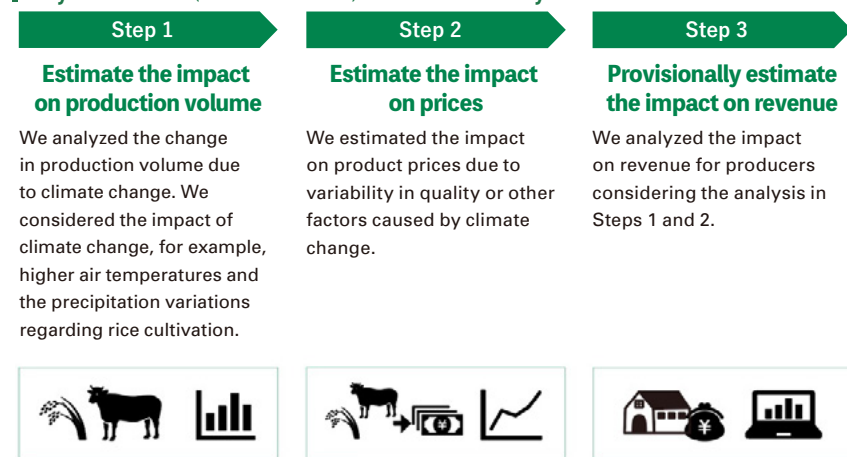 Step 1
Estimate the impact
on production volume
We analyzed the change
in production volume due
to climate change. We
considered the impact of
climate change, for example,
higher air temperatures and
the precipitation variations
regarding rice cultivation.
Step 2
Estimate the impact
on prices
We estimated the impact
on product prices due to
variability in quality or other
factors caused by climate
change.
Step 3
Provisionally estimate
the impact on revenue
We analyzed the impact
on revenue for producers
considering the analysis in
Steps 1 and 2.
¥
¥